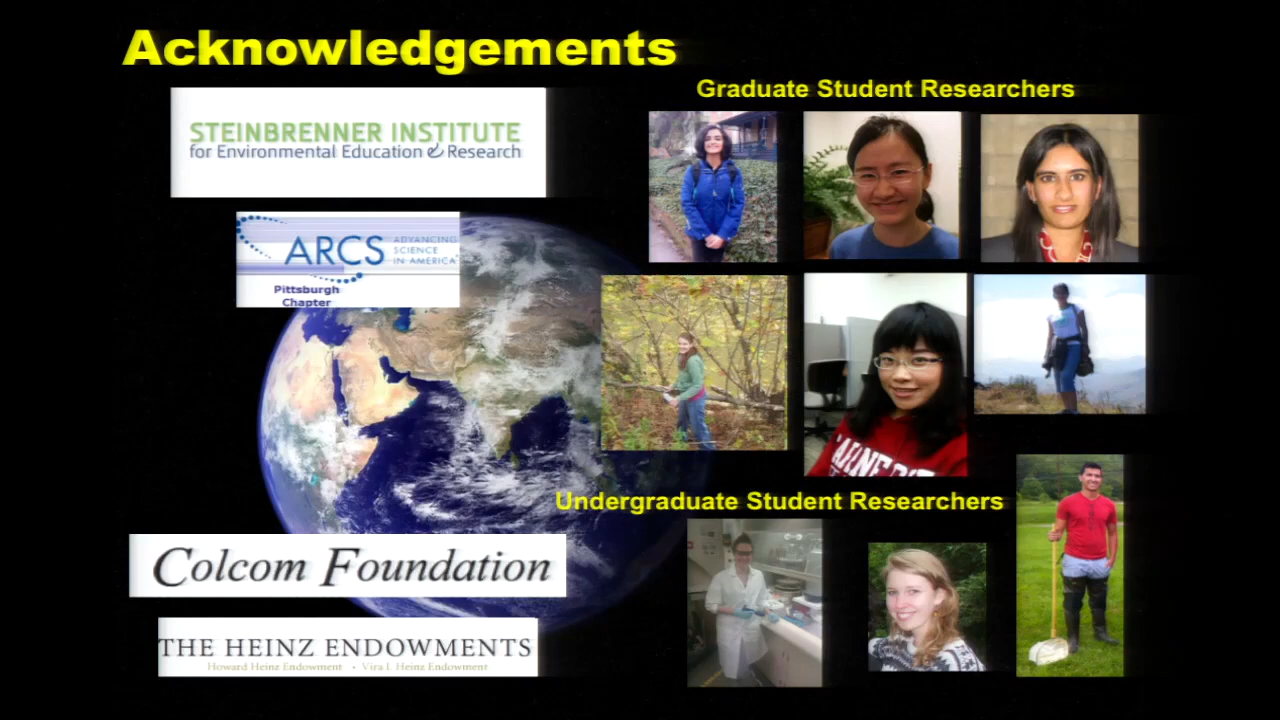 Acknowledgements
STEINBRENNER INSTITUTE
for Environmental Education & Research
ARCS
ADVANCING
SCIENCE
IN AMERICA
Pittsburgh
Chapter
Colcom Foundation
THE HEINZ ENDOWMENTS
Howard Heinz Endowment • Vira I. Heinz Endowment
Graduate Student Researchers
Undergraduate Student Researchers